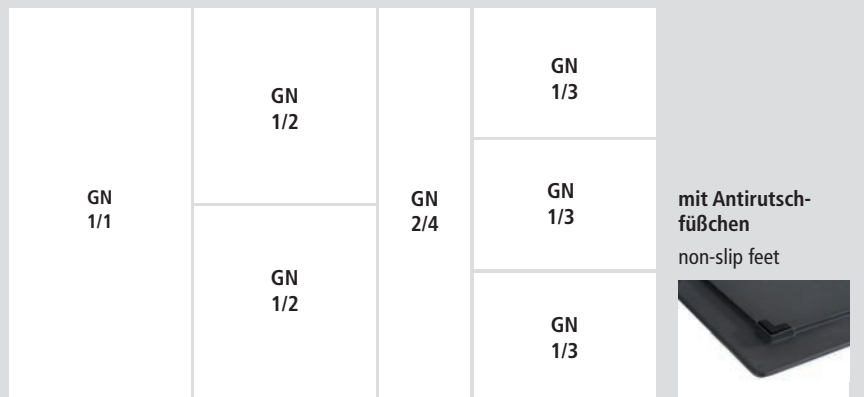 GN
1/1
GN
1/2
GN
1/2
GN
2/4
GN
1/3
GN
1/3
GN
1/3
mit Antirutsch-
füßchen
non-slip feet